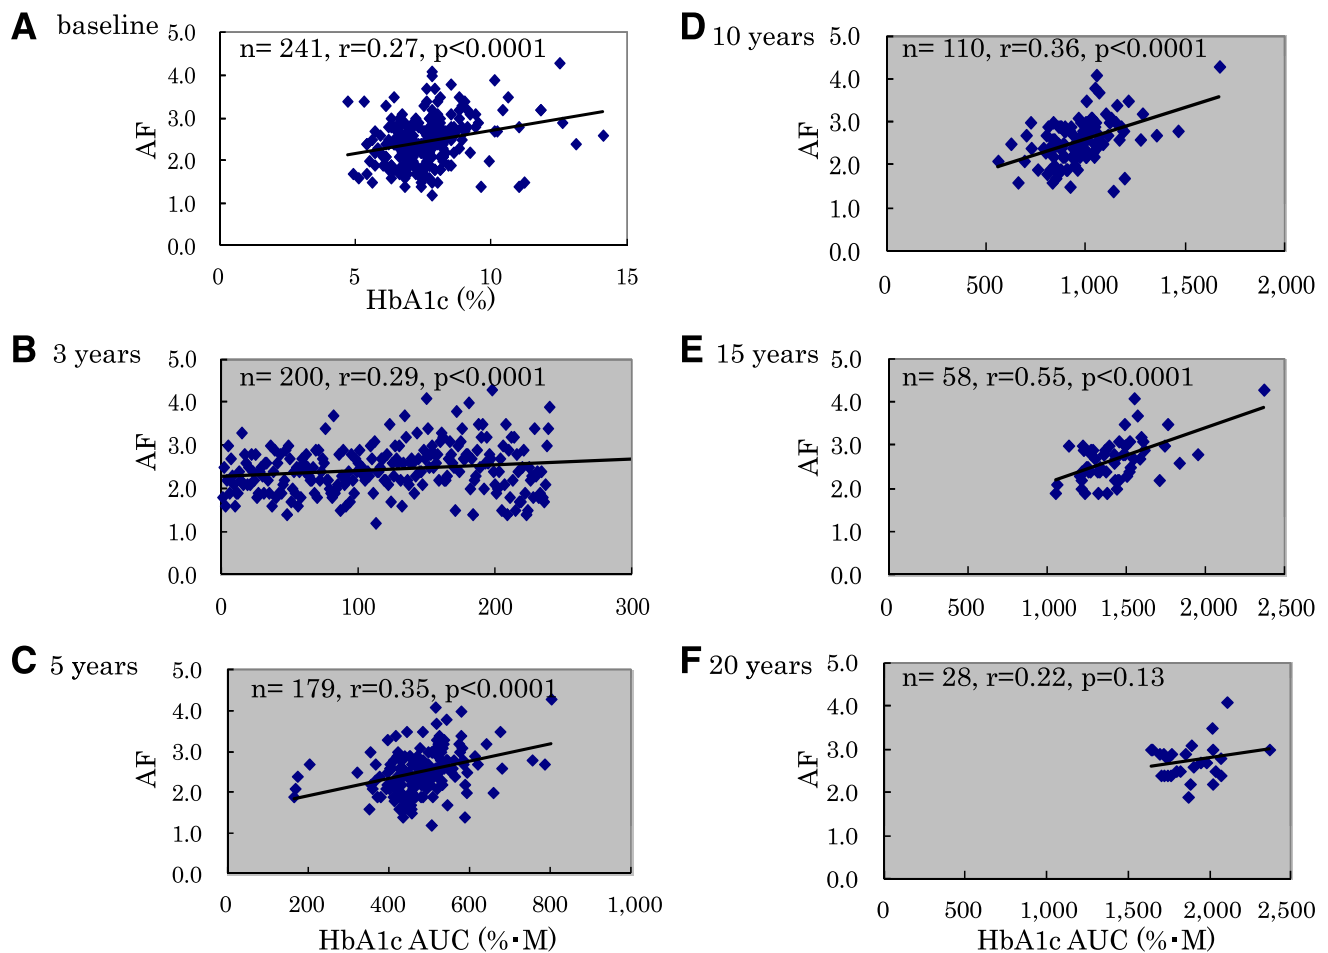 A baseline
n= 241, r=0.27, p<0.0001
AF
5.0
4.0
3.0
2.0
1.0
0.0
0 5 10 15
HbA1c (%)
B 3 years
n= 200, r=0.29, p<0.0001
AF
5.0
4.0
3.0
2.0
1.0
0.0
0 100 200 300
C 5 years
n= 179, r=0.35, p<0.0001
AF
5.0
4.0
3.0
2.0
1.0
0.0
0 200 400 600 800 1,000
HbA1c AUC (%·M)
D 10 years
n= 110, r=0.36, p<0.0001
AF
5.0
4.0
3.0
2.0
1.0
0.0
0 500 1,000 1,500 2,000
E 15 years
n= 58, r=0.55, p<0.0001
AF
5.0
4.0
3.0
2.0
1.0
0.0
0 500 1,000 1,500 2,000 2,500
F 20 years
n= 28, r=0.22, p=0.13
AF
5.0
4.0
3.0
2.0
1.0
0.0
0 500 1,000 1,500 2,000 2,500
HbA1c AUC (%·M)